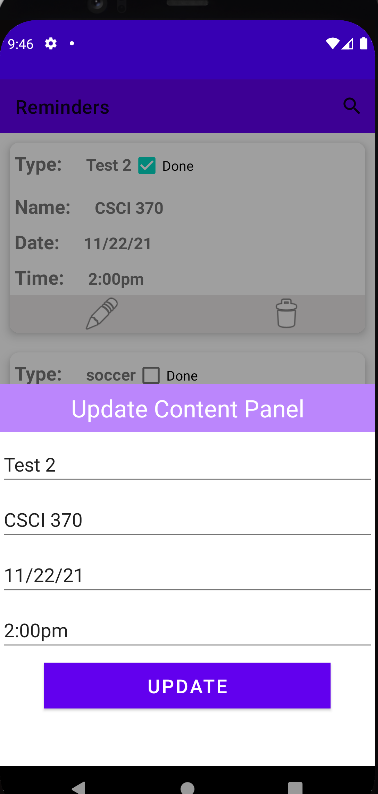 9:46
Reminders
Type: Test 2 Done
Name: CSCI 370
Date: 11/22/21
Time: 2:00pm
Type: soccer Done
Update Content Panel
Test 2
CSCI 370
11/22/21
2:00pm
UPDATE